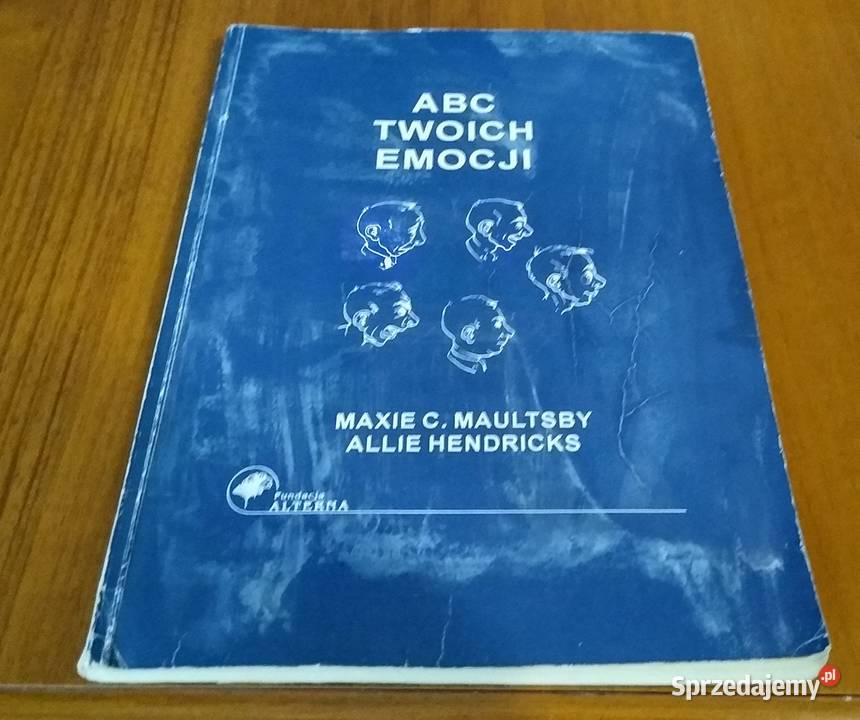 ABC
TWOICH
EMOCJI
MAXIE C. MAULTSBY
ALLIE HENDRICKS
Fundacja
ALTERNA
Sprzedajemy.pl